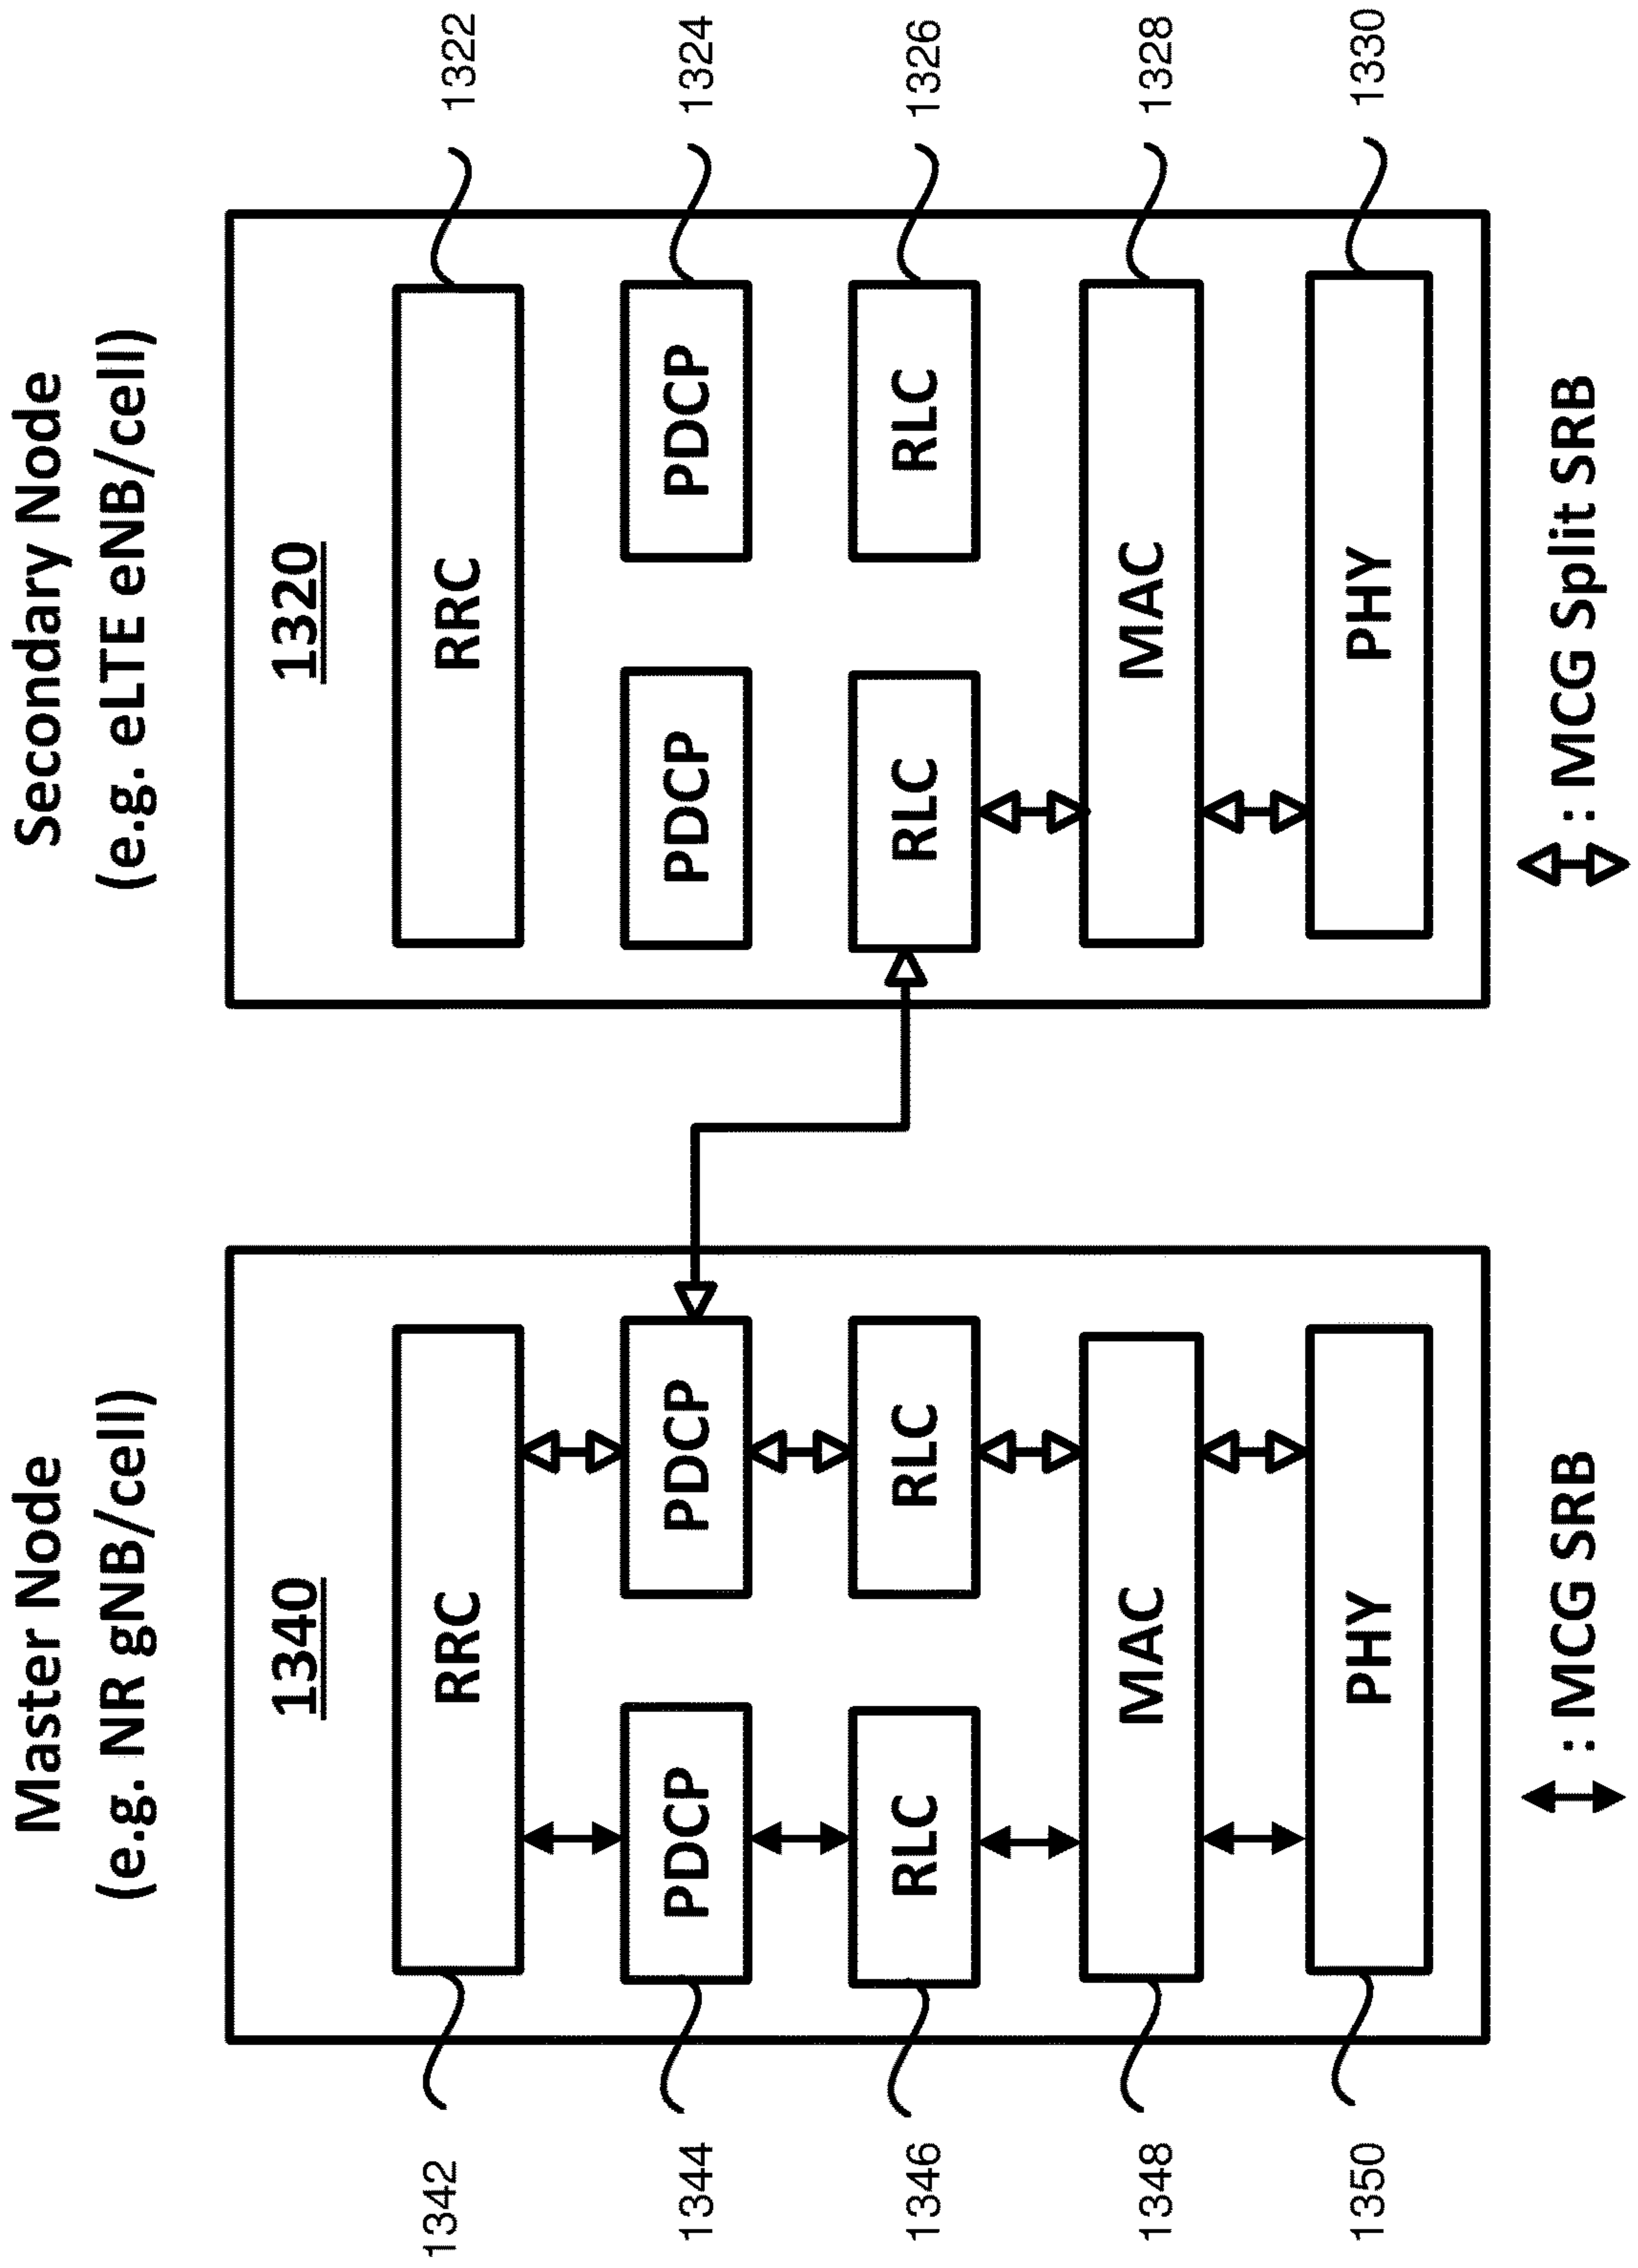 Master Node
(e.g. NR gNB/cell)
1340
RRC
PDCP
PDCP
RLC
RLC
MAC
PHY
1342
1344
1346
1348
1350
: MCG SRB
Secondary Node
(e.g. eLTE eNB/cell)
1320
RRC
PDCP
PDCP
RLC
RLC
MAC
PHY
1322
1324
1326
1328
1330
: MCG Split SRB